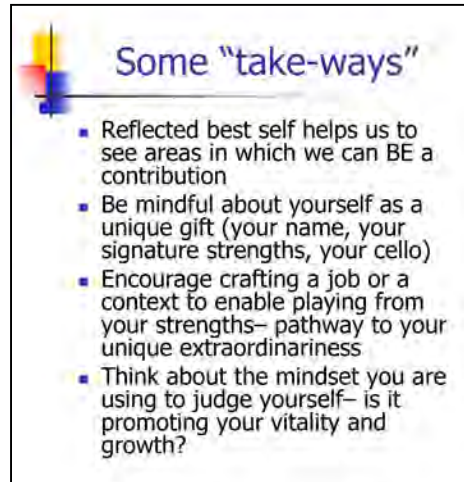 Some “take-ways”
Reflected best self helps us to
see areas in which we can BE a
contribution
Be mindful about yourself as a
unique gift (your name, your
signature strengths, your cello)
Encourage crafting a job or a
context to enable playing from
your strengths– pathway to your
unique extraordinariness
Think about the mindset you are
using to judge yourself– is it
promoting your vitality and
growth?